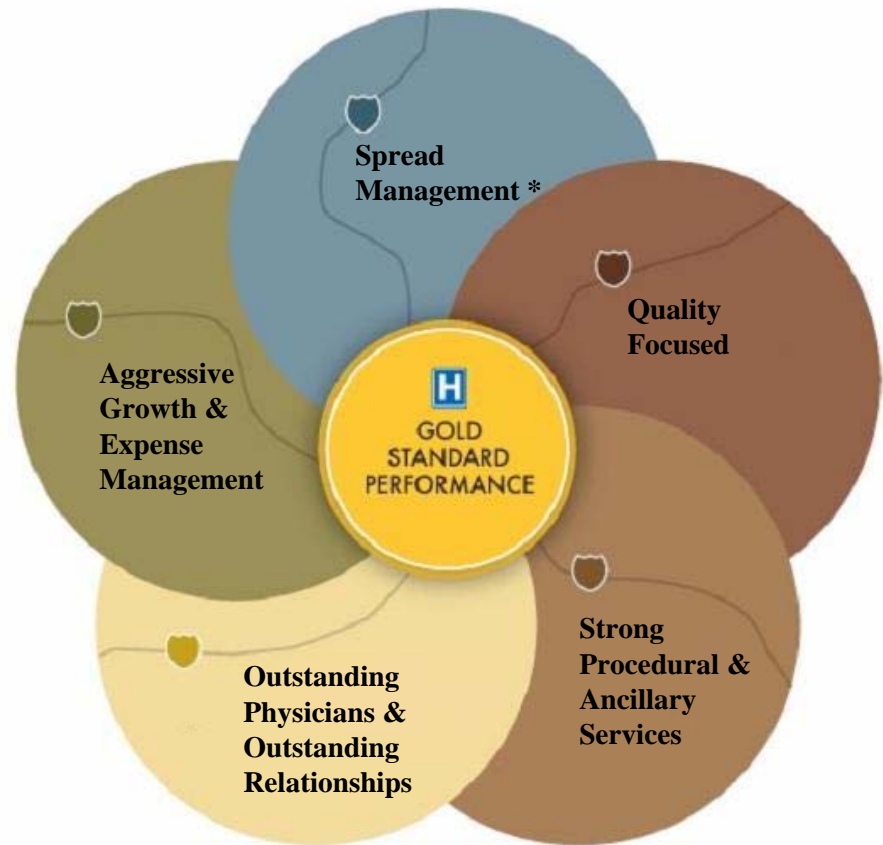 Spread
Management *
Quality
Focused
Aggressive
Growth &
Expense
Management
H
GOLD
STANDARD
PERFORMANCE
Strong
Procedural &
Ancillary
Services
Outstanding
Physicians &
Outstanding
Relationships